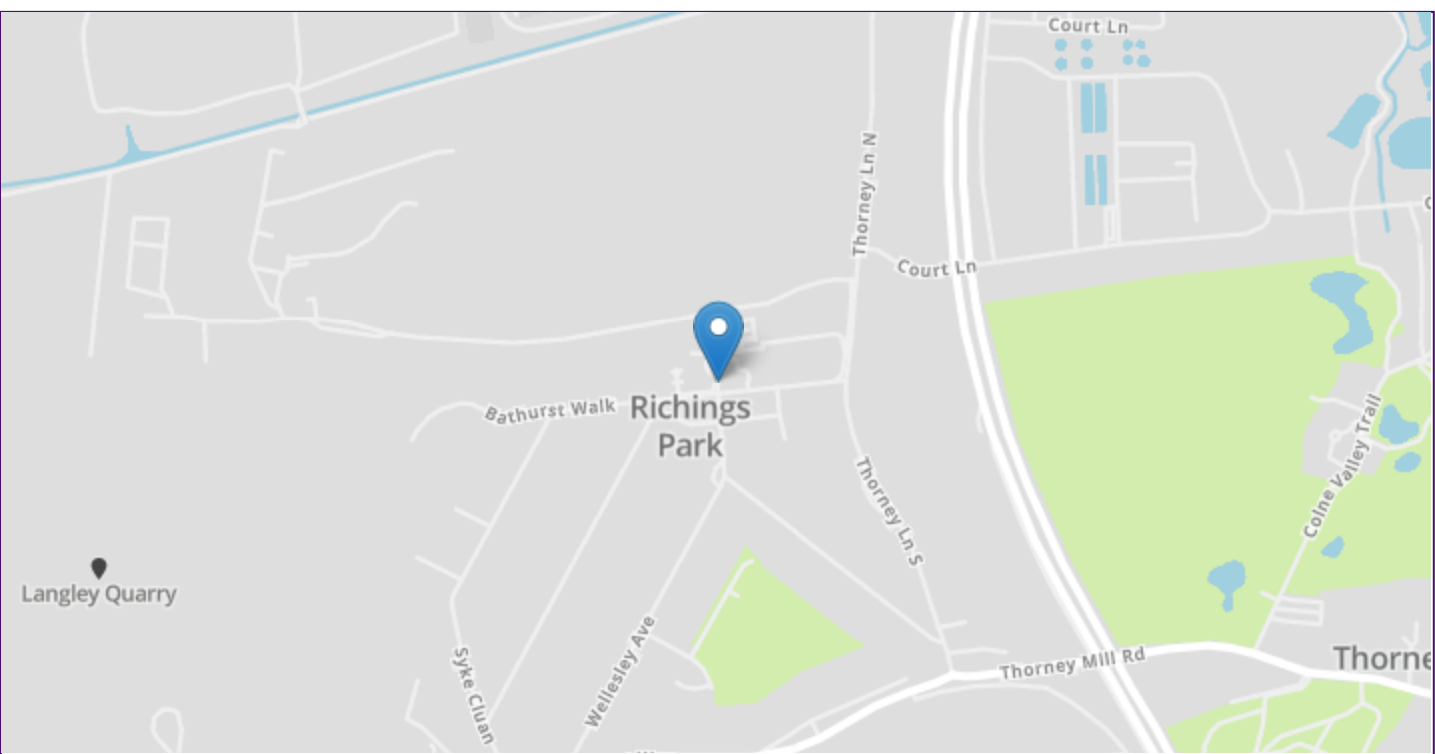 Court Ln
Thorney Ln N
Court Ln
Bathurst Walk
Richings
Park
Colne Valley Trail
Thorney Ln S
Langley Quarry
Wellesley Ave
Syke Cluan
Thorney Mill Rd
Thorne